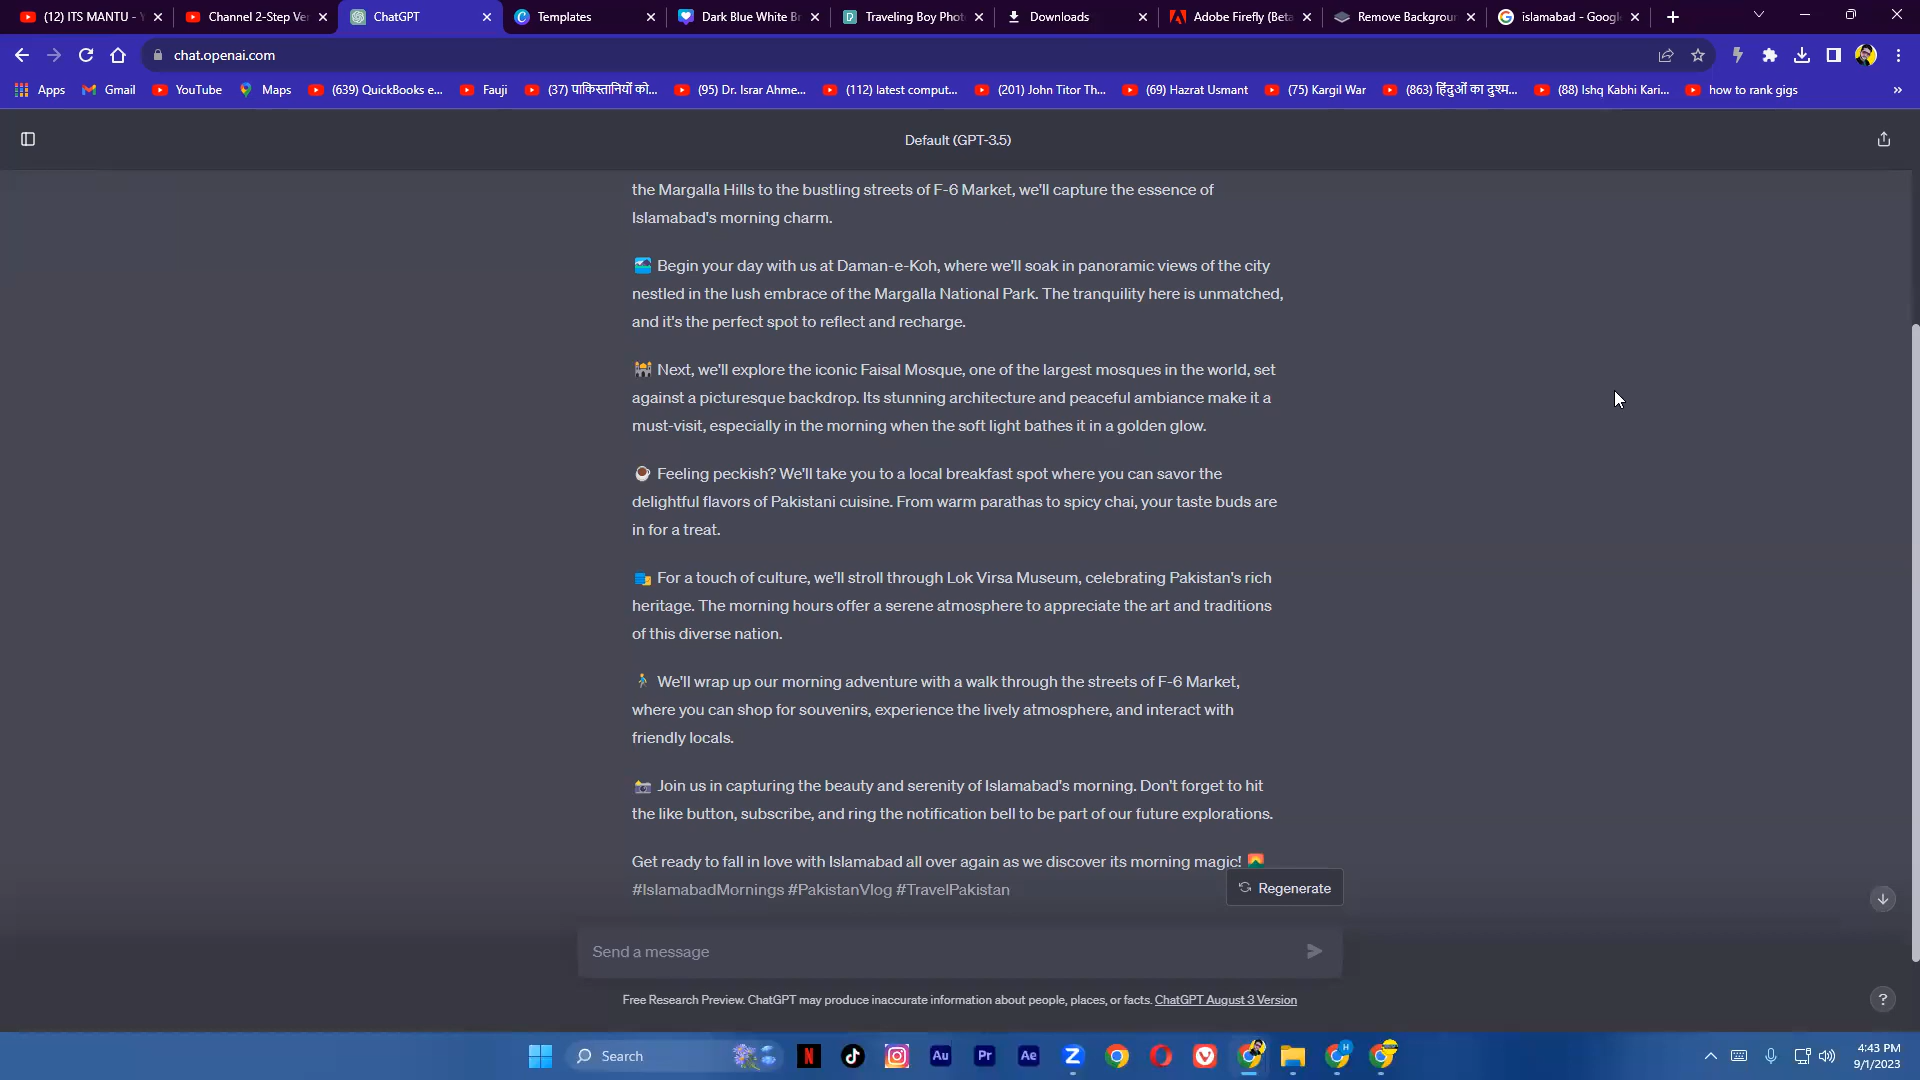 (12) ITS MANTU - Y
Channel 2-Step Ver
ChatGPT
Templates
Dark Blue White Br
Traveling Boy Phot
Downloads
Adobe Firefly (Beta
Remove Backgroun
islamabad - Google
chat.openai.com
Apps
Gmail
YouTube
Maps
(639) QuickBooks e...
Fauji
(37) पाकिस्तानियों को...
(95) Dr. Israr Ahme...
(112) latest comput...
(201) John Titor Th...
(69) Hazrat Usmant
(75) Kargil War
(863) हिंदुओं का दुश्म...
(88) Ishq Kabhi Kari...
how to rank gigs
»
Default (GPT-3.5)
the Margalla Hills to the bustling streets of F-6 Market, we'll capture the essence of
Islamabad's morning charm.
🌊 Begin your day with us at Daman-e-Koh, where we'll soak in panoramic views of the city
nestled in the lush embrace of the Margalla National Park. The tranquility here is unmatched,
and it's the perfect spot to reflect and recharge.
🕌 Next, we'll explore the iconic Faisal Mosque, one of the largest mosques in the world, set
against a picturesque backdrop. Its stunning architecture and peaceful ambiance make it a
must-visit, especially in the morning when the soft light bathes it in a golden glow.
☕ Feeling peckish? We'll take you to a local breakfast spot where you can savor the
delightful flavors of Pakistani cuisine. From warm parathas to spicy chai, your taste buds are
in for a treat.
🎭 For a touch of culture, we'll stroll through Lok Virsa Museum, celebrating Pakistan's rich
heritage. The morning hours offer a serene atmosphere to appreciate the art and traditions
of this diverse nation.
🚶 We'll wrap up our morning adventure with a walk through the streets of F-6 Market,
where you can shop for souvenirs, experience the lively atmosphere, and interact with
friendly locals.
📸 Join us in capturing the beauty and serenity of Islamabad's morning. Don't forget to hit
the like button, subscribe, and ring the notification bell to be part of our future explorations.
Get ready to fall in love with Islamabad all over again as we discover its morning magic! 🌅
#IslamabadMornings #PakistanVlog #TravelPakistan
Regenerate
Send a message
Free Research Preview. ChatGPT may produce inaccurate information about people, places, or facts. ChatGPT August 3 Version
?
Search
N
Au
Pr
Ae
Z
H
4:43 PM
9/1/2023